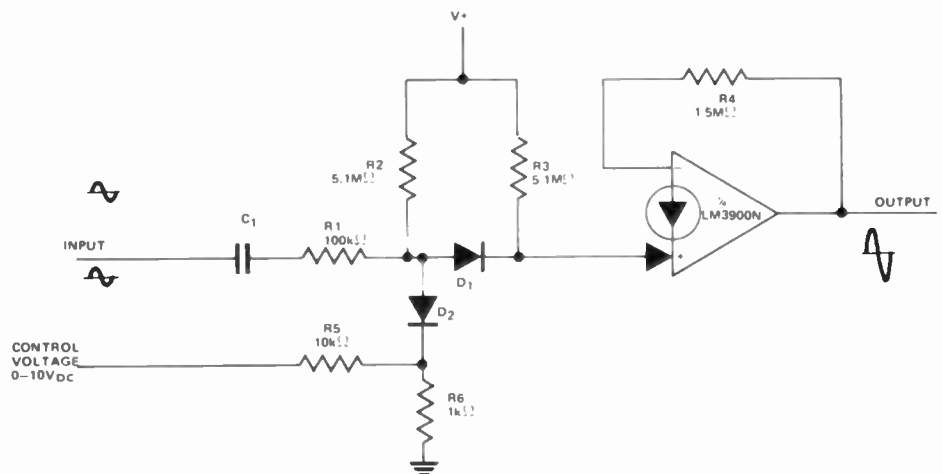 V+
R4
1.5MΩ
R2
5.1MΩ
R3
5.1MΩ
¼
LM3900N
OUTPUT
C1
R1
100kΩ
INPUT
D1
D2
R5
10kΩ
CONTROL
VOLTAGE
0–10VDC
R6
1kΩ
−
+